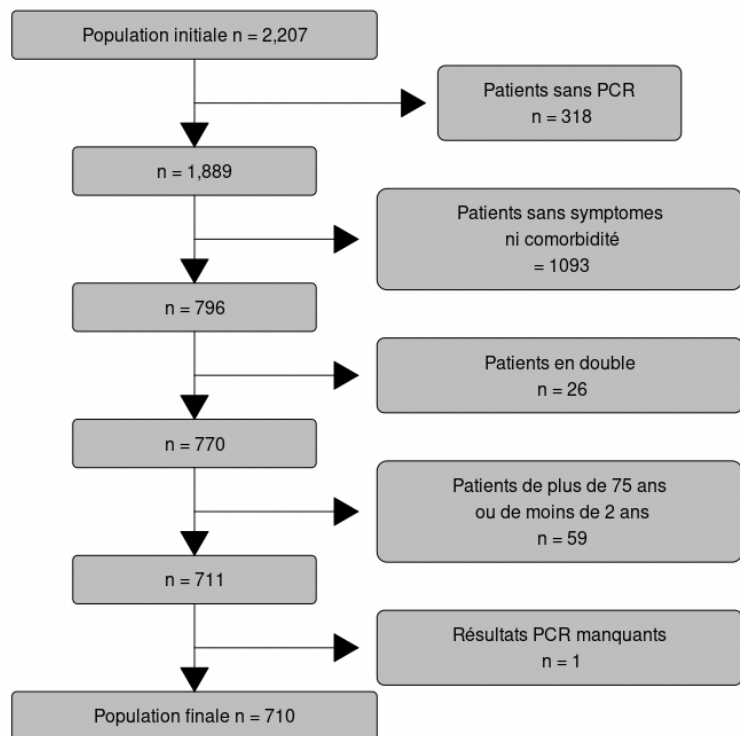 Population initiale n = 2,207
Patients sans PCR
n = 318
n = 1,889
Patients sans symptomes
ni comorbidité
= 1093
n = 796
Patients en double
n = 26
n = 770
Patients de plus de 75 ans
ou de moins de 2 ans
n = 59
n = 711
Résultats PCR manquants
n = 1
Population finale n = 710